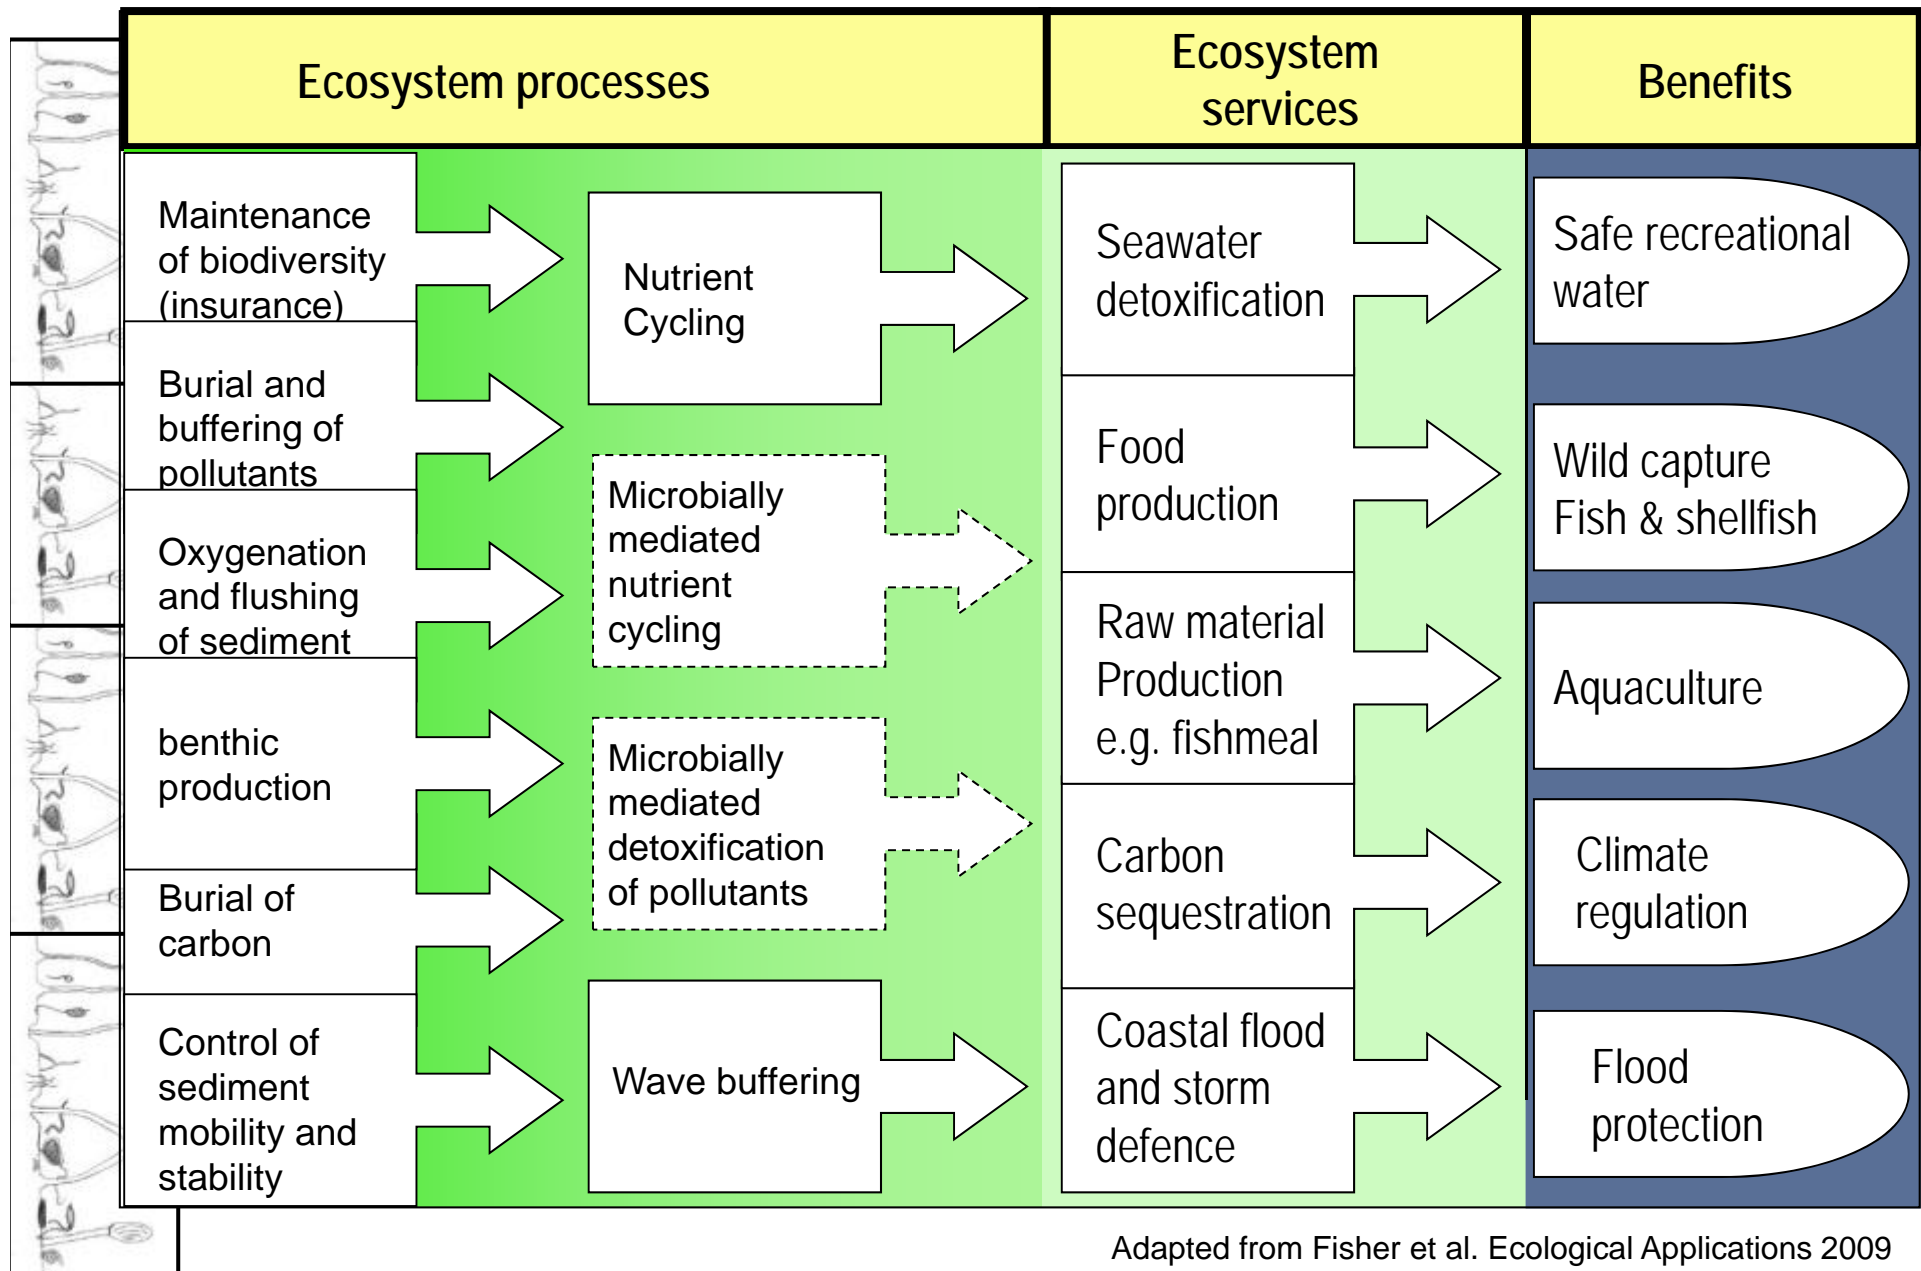 Ecosystem processes
Ecosystem
services
Benefits
Maintenance
of biodiversity
(insurance)
Burial and
buffering of
pollutants
Oxygenation
and flushing
of sediment
benthic
production
Burial of
carbon
Control of
sediment
mobility and
stability
Nutrient
Cycling
Microbially
mediated
nutrient
cycling
Microbially
mediated
detoxification
of pollutants
Wave buffering
Seawater
detoxification
Food
production
Raw material
Production
e.g. fishmeal
Carbon
sequestration
Coastal flood
and storm
defence
Safe recreational
water
Wild capture
Fish & shellfish
Aquaculture
Climate
regulation
Flood
protection
Adapted from Fisher et al. Ecological Applications 2009